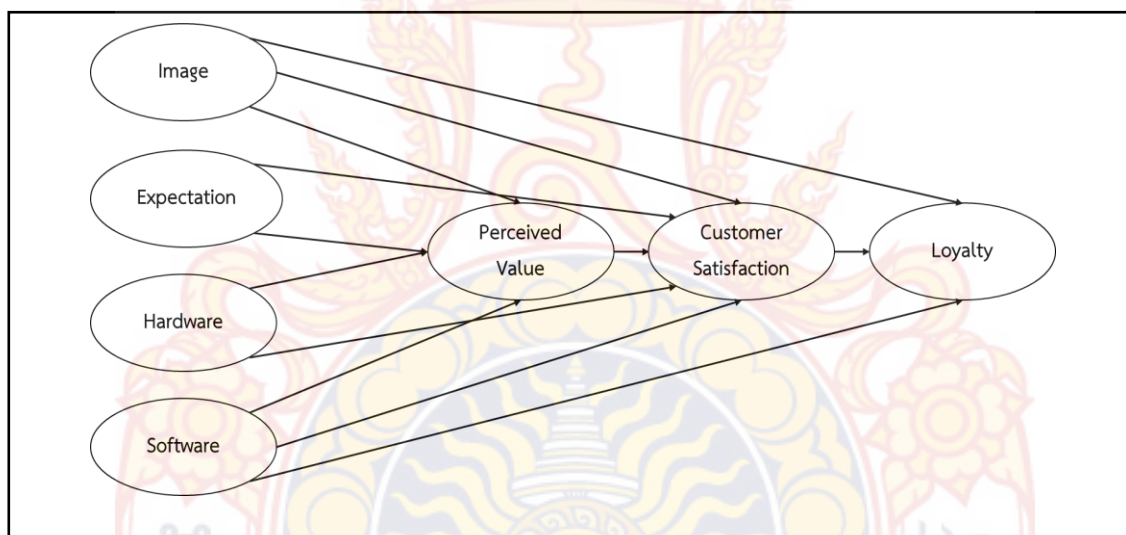 Image
Expectation
Perceived
Value
Customer
Satisfaction
Loyalty
Hardware
Software